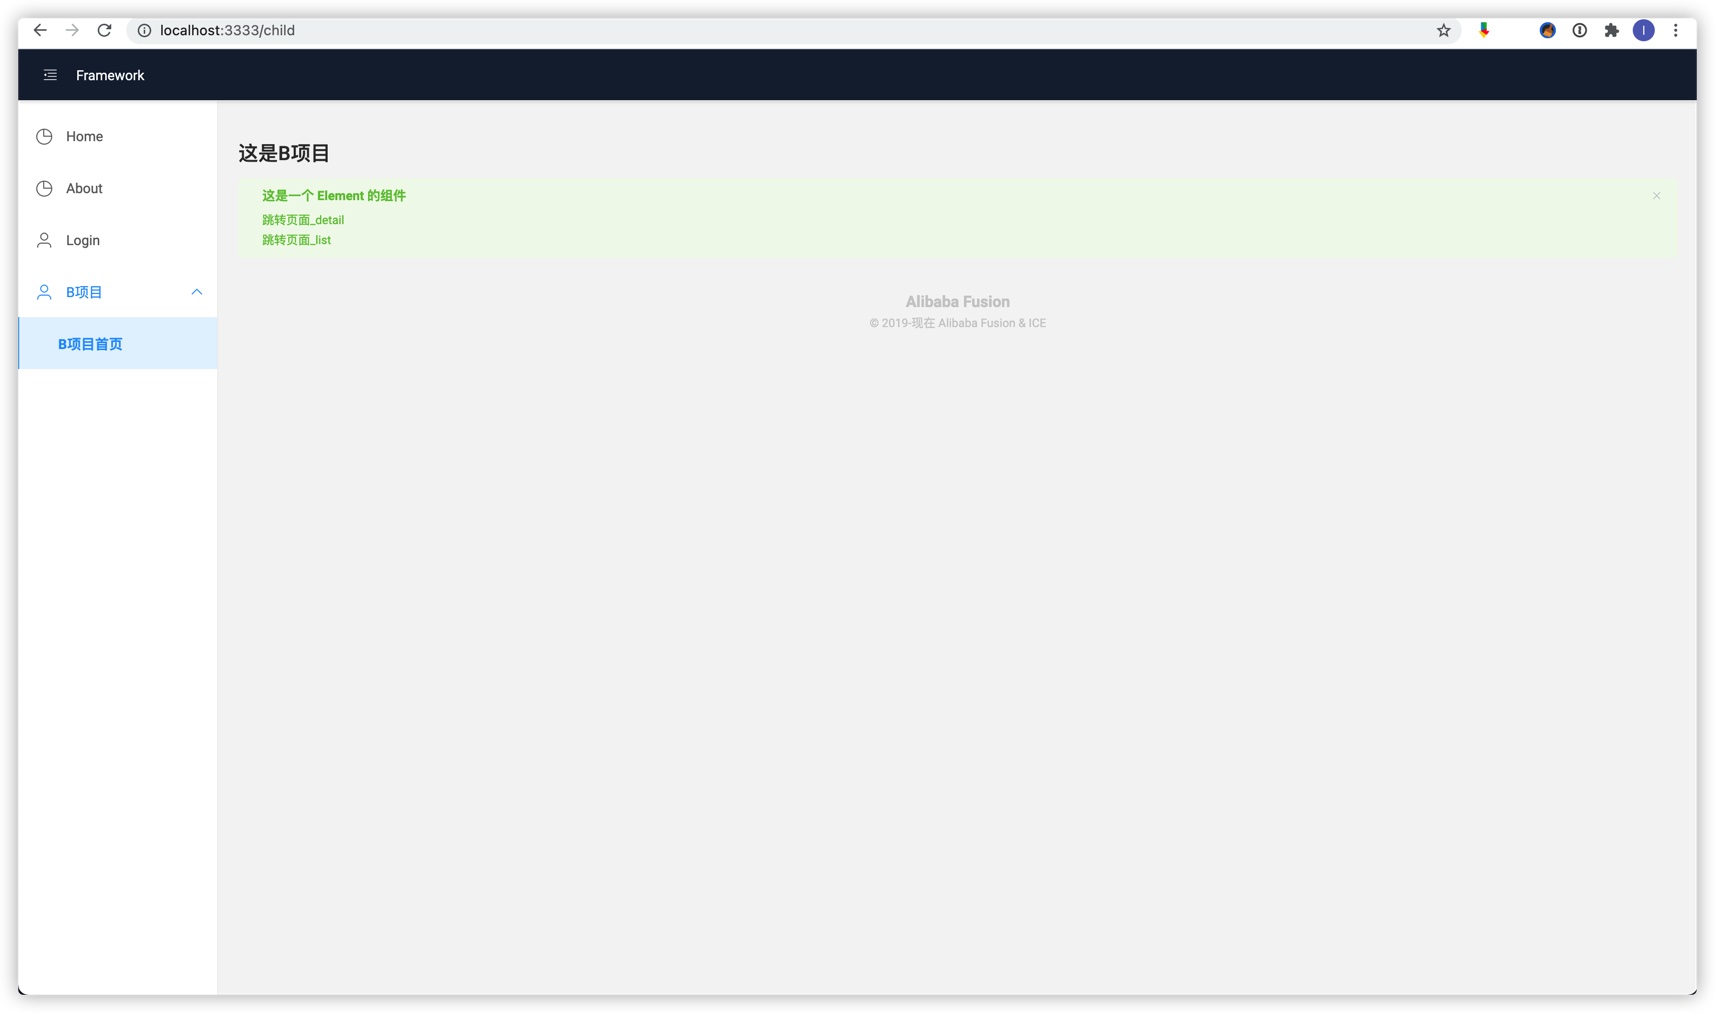 localhost:3333/child
I
Framework
Home
About
Login
B项目
B项目首页
这是B项目
这是一个 Element 的组件
跳转页面_detail
跳转页面_list
Alibaba Fusion
© 2019-现在 Alibaba Fusion & ICE